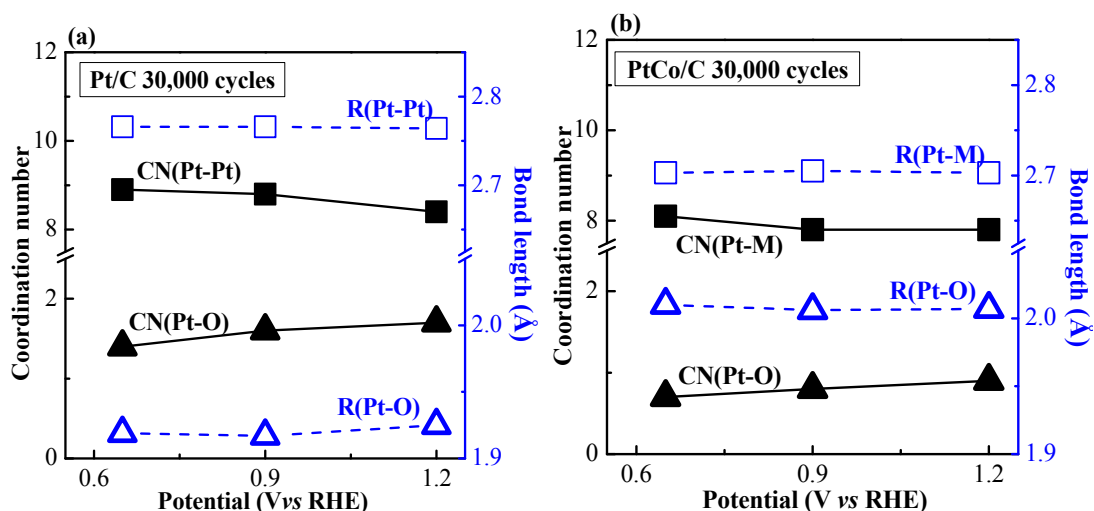 (a)
Pt/C 30,000 cycles
R(Pt-Pt)
CN(Pt-Pt)
CN(Pt-O)
R(Pt-O)
12
10
8
2
0
Coordination number
2.8
2.7
2.0
1.9
Bond length (Å)
0.6
0.9
1.2
Potential (Vvs RHE)
(b)
PtCo/C 30,000 cycles
R(Pt-M)
CN(Pt-M)
R(Pt-O)
CN(Pt-O)
12
10
8
2
0
Coordination number
2.8
2.7
2.0
1.9
Bond length (Å)
0.6
0.9
1.2
Potential (V vs RHE)